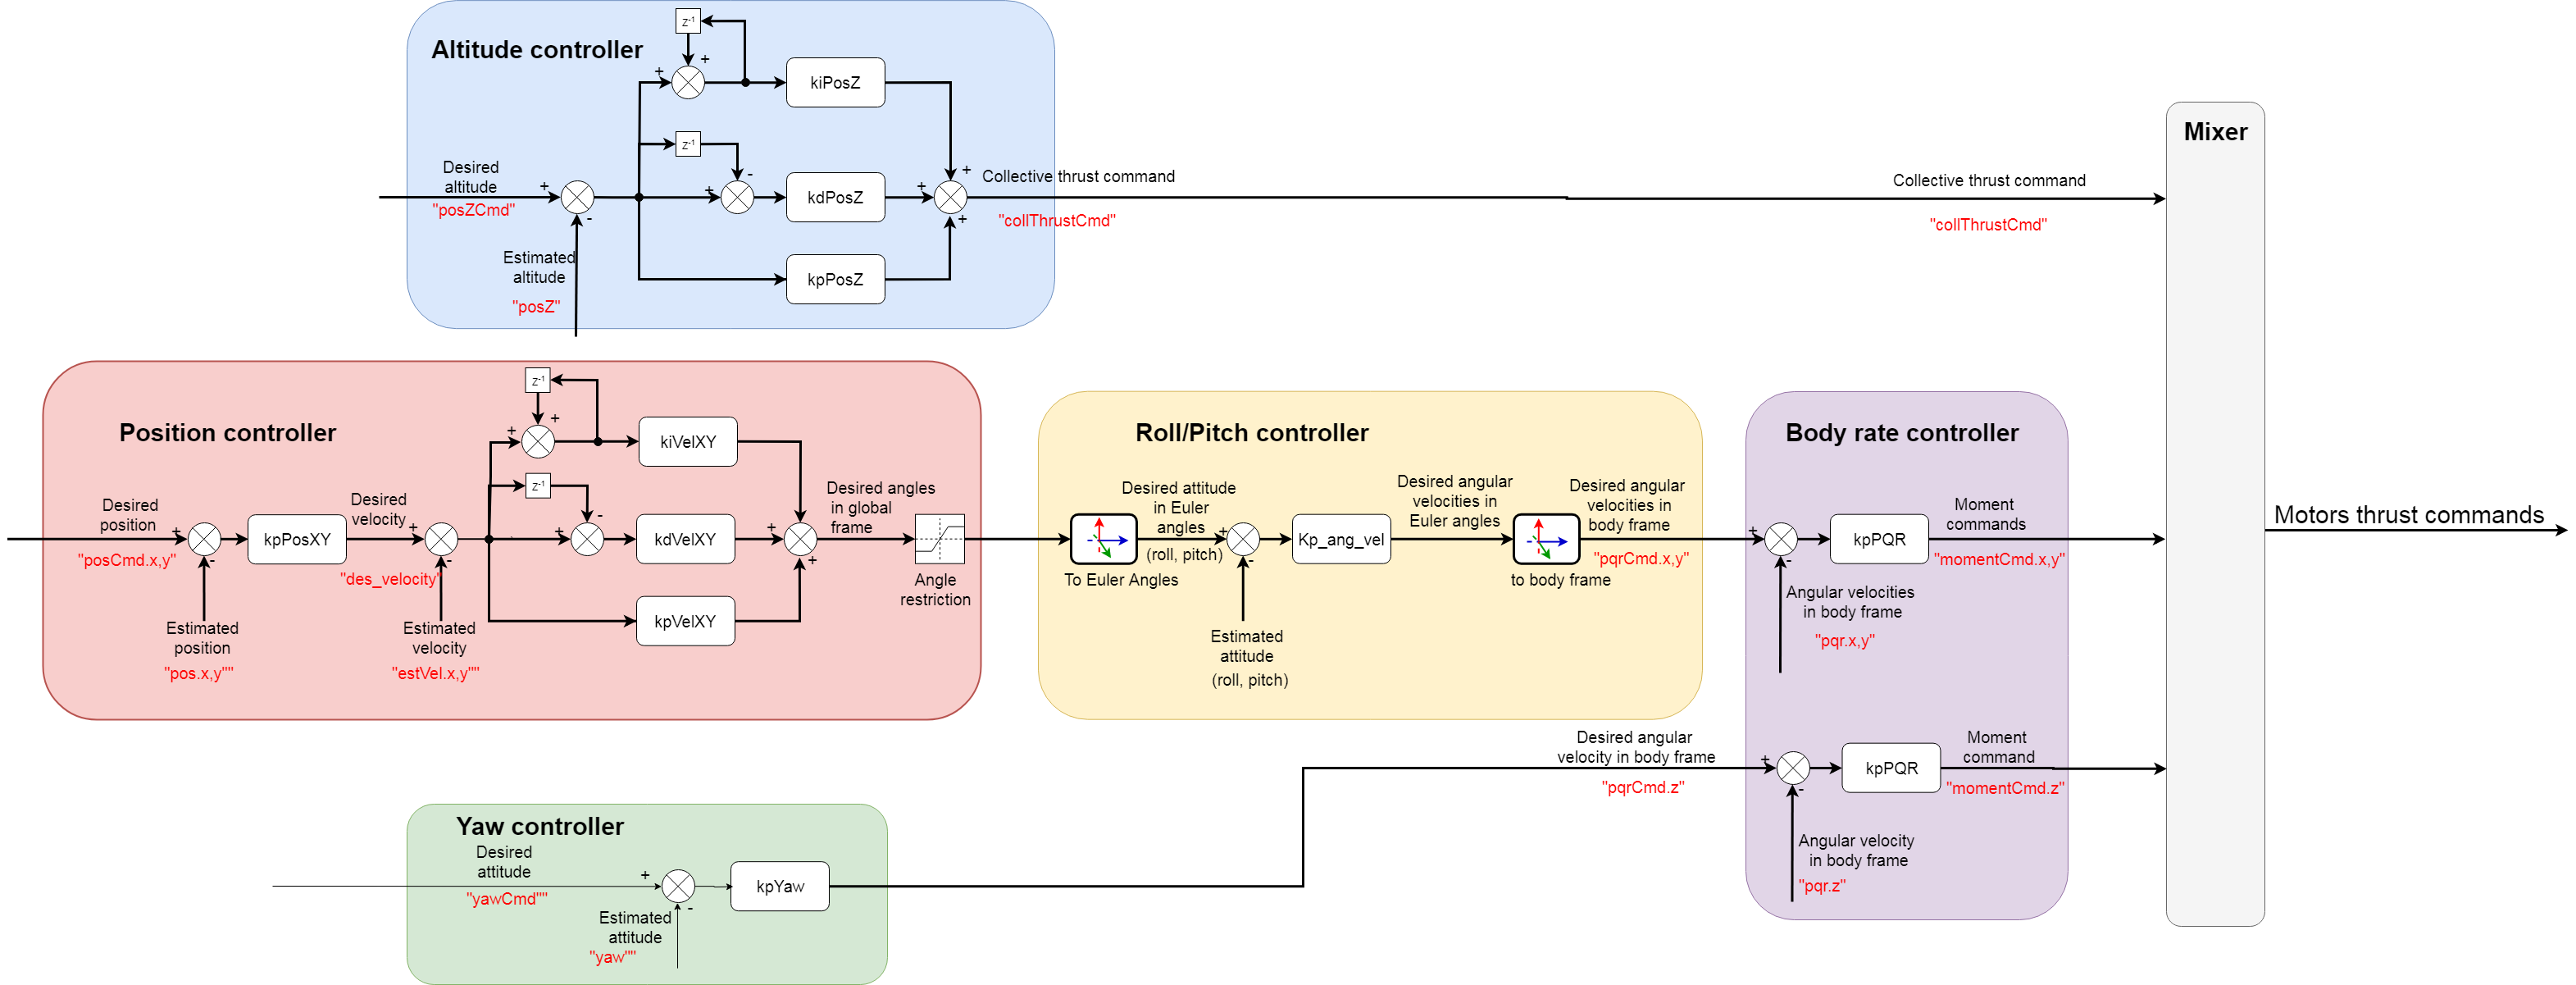 Altitude controller
z-1
+
+
kiPosZ
z-1
-
Desired
altitude
"posZCmd"
+
-
+
kdPosZ
+
+
+
Collective thrust command
"collThrustCmd"
Estimated
altitude
"posZ"
kpPosZ
Collective thrust command
"collThrustCmd"
Mixer
Motors thrust commands
Position controller
z-1
+
+
kiVelXY
z-1
-
Desired
position
"posCmd.x,y"
+
-
kpPosXY
Desired
velocity
"des_velocity"
+
-
+
kdVelXY
+
+
Desired angles
in global
frame
Angle
restriction
Estimated
position
"pos.x,y""
Estimated
velocity
"estVel.x,y""
kpVelXY
Roll/Pitch controller
To Euler Angles
Desired attitude
in Euler
angles
(roll, pitch)
+
-
Estimated
attitude
(roll, pitch)
Kp_ang_vel
Desired angular
velocities in
Euler angles
to body frame
Desired angular
velocities in
body frame
"pqrCmd.x,y"
Body rate controller
+
-
kpPQR
Moment
commands
"momentCmd.x,y"
Angular velocities
in body frame
"pqr.x,y"
Desired angular
velocity in body frame
"pqrCmd.z"
+
-
kpPQR
Moment
command
"momentCmd.z"
Angular velocity
in body frame
"pqr.z"
Yaw controller
Desired
attitude
"yawCmd""
+
-
kpYaw
Estimated
attitude
"yaw""